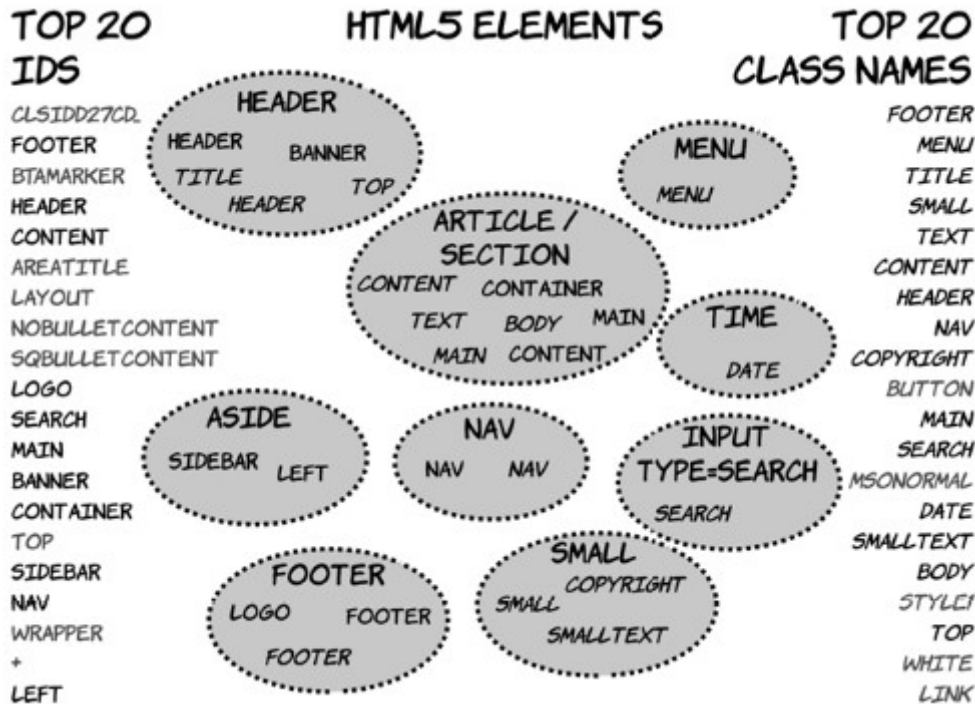 TOP 20
IDS
CLSIDD27CD_
FOOTER
BTAMARKER
HEADER
CONTENT
AREATITLE
LAYOUT
NOBULLETCONTENT
SQBULLETCONTENT
LOGO
SEARCH
MAIN
BANNER
CONTAINER
TOP
SIDEBAR
NAV
WRAPPER
+
LEFT
HTML5 ELEMENTS
HEADER
HEADER
BANNER
TITLE
TOP
HEADER
MENU
MENU
ARTICLE /
SECTION
CONTENT
CONTAINER
TEXT
BODY
MAIN
MAIN
CONTENT
TIME
DATE
ASIDE
SIDEBAR
LEFT
NAV
NAV
NAV
INPUT
TYPE=SEARCH
SEARCH
FOOTER
LOGO
FOOTER
FOOTER
SMALL
COPYRIGHT
SMALL
SMALLTEXT
TOP 20
CLASS NAMES
FOOTER
MENU
TITLE
SMALL
TEXT
CONTENT
HEADER
NAV
COPYRIGHT
BUTTON
MAIN
SEARCH
MSONORMAL
DATE
SMALLTEXT
BODY
STYLE1
TOP
WHITE
LINK